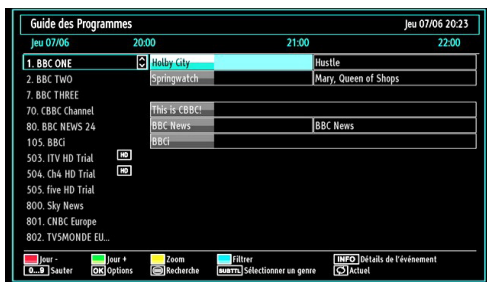 Guide des Programmes Jeu 07/06 20:23
Jeu 07/06 20:00 21:00 22:00
1. BBC ONE Holby City Hustle
2. BBC TWO Springwatch Mary, Queen of Shops
7. BBC THREE
70. CBBC Channel This is CBBC!
80. BBC NEWS 24 BBC News BBC News
105. BBCi BBCi
503. ITV HD Trial HD
504. Ch4 HD Trial HD
505. five HD Trial
800. Sky News
801. CNBC Europe
802. TV5MONDE EU...
Jour - Jour + Zoom Filtrer INFO Détails de l'événement
0...9 Sauter OK Options Recherche SUBTTL Sélectionner un genre Actuel